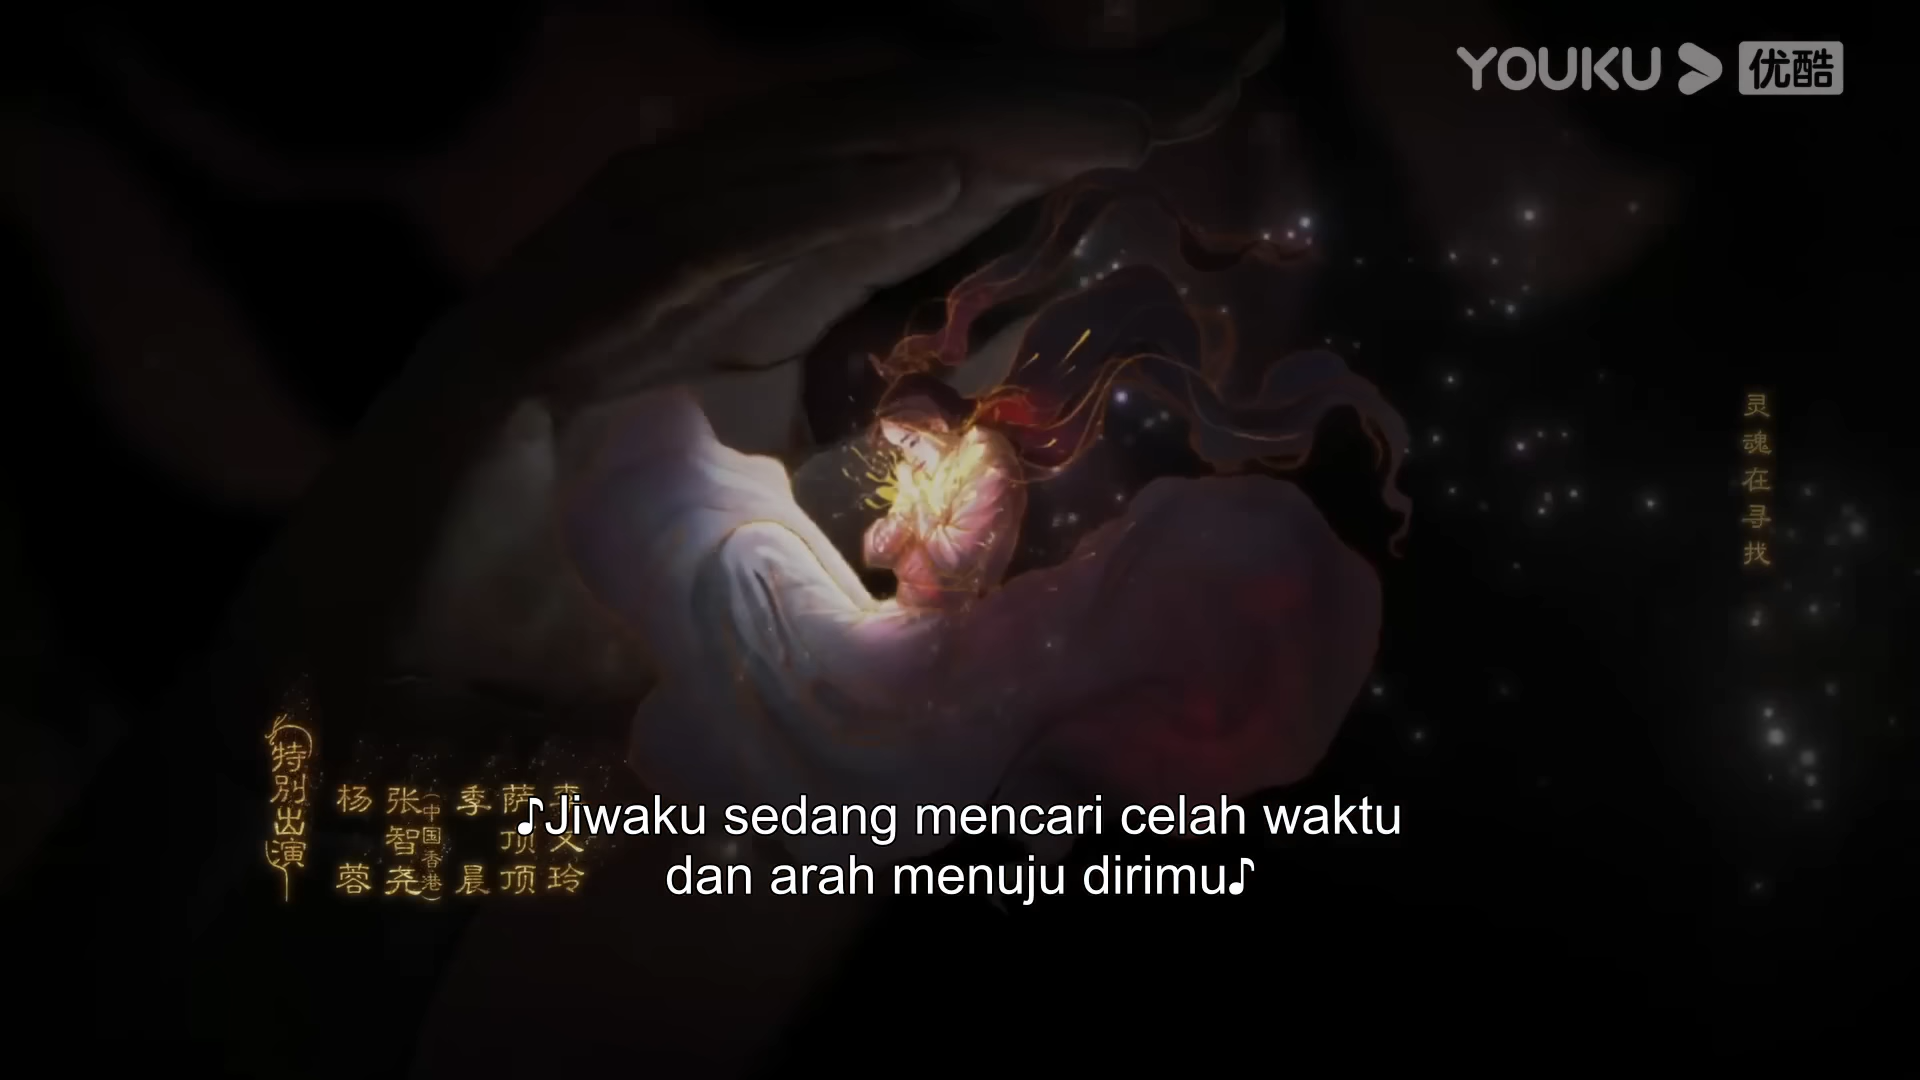 YOUKU 优酷
灵魂在寻找
特别出演
杨蓉
张智尧
(中国香港)
季晨
萨顶顶
李文玲
♪Jiwaku sedang mencari celah waktu
dan arah menuju dirimu♪